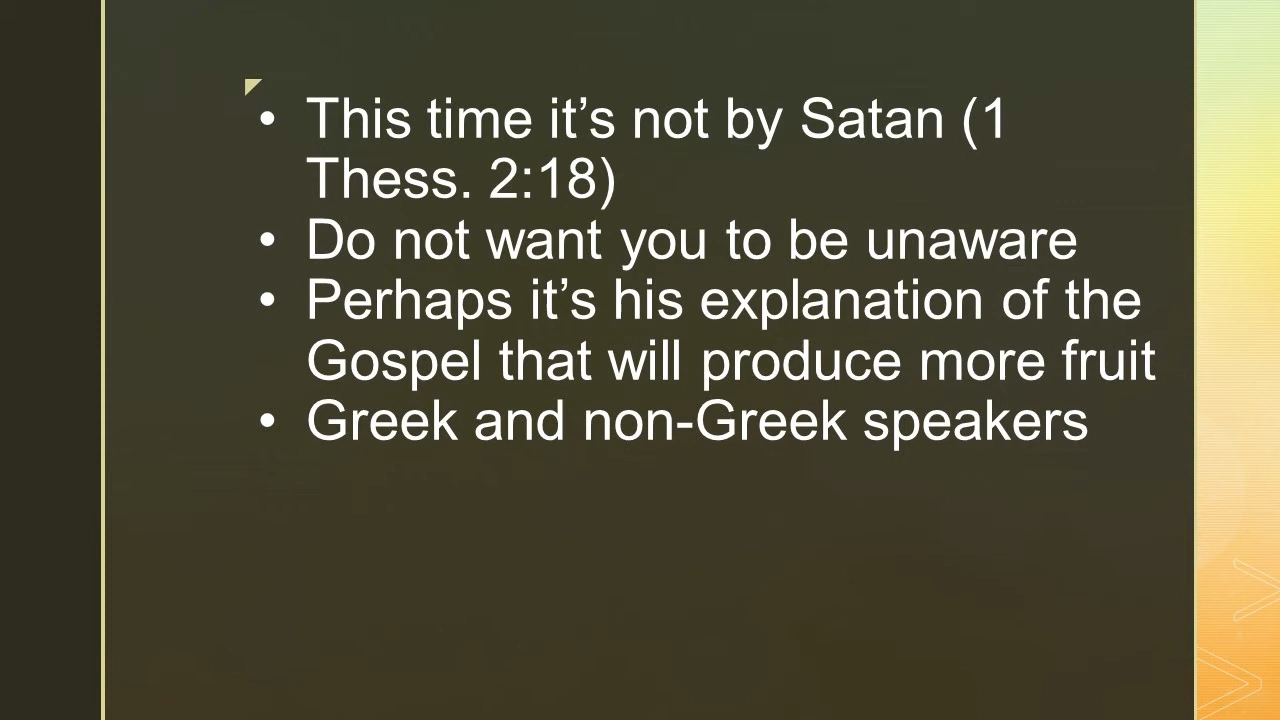 • This time it’s not by Satan (1
Thess. 2:18)
• Do not want you to be unaware
• Perhaps it’s his explanation of the
Gospel that will produce more fruit
• Greek and non-Greek speakers